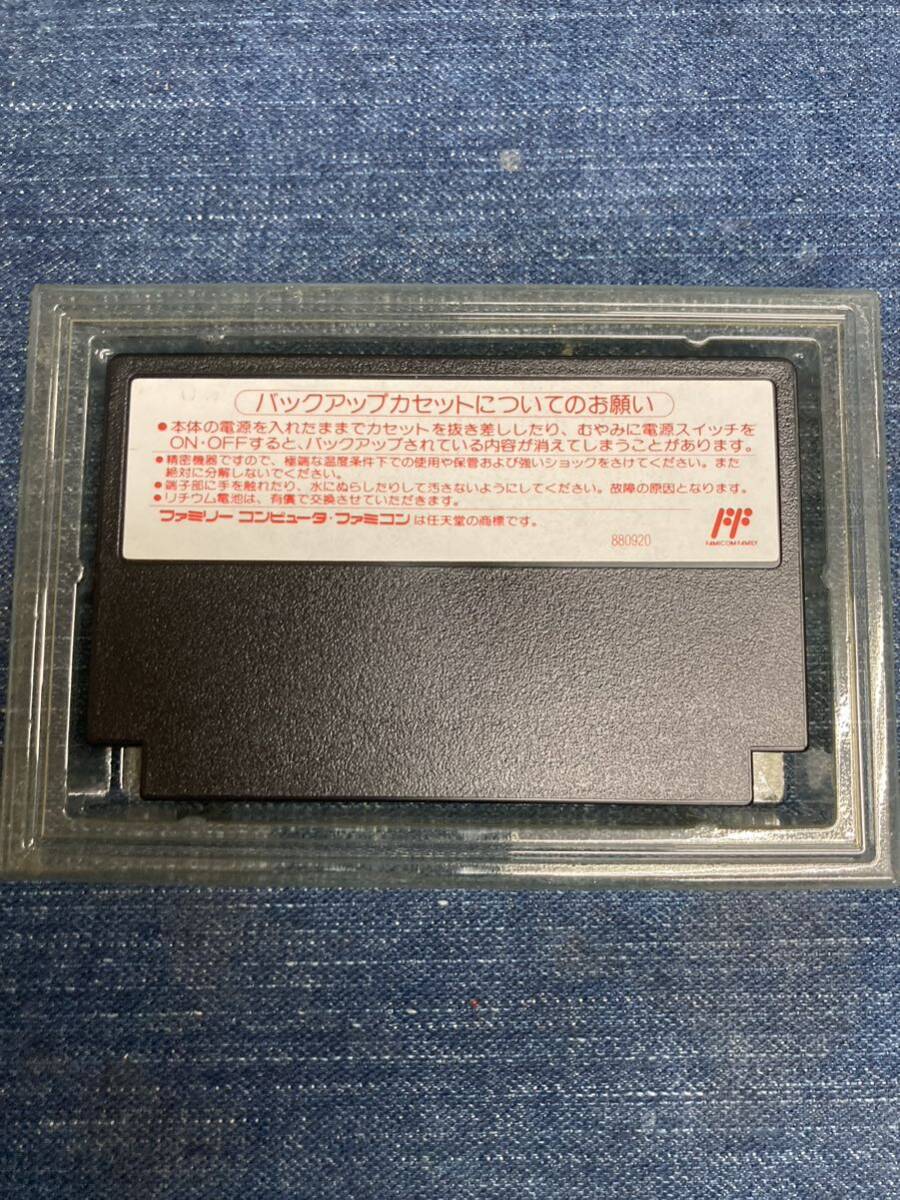 バックアップカセットについてのお願い
●本体の電源を入れたままでカセットを抜き差ししたり、むやみに電源スイッチを
ON・OFFすると、バックアップされている内容が消えてしまうことがあります。
●精密機器ですので、極端な温度条件下での使用や保管および強いショックをさけてください。また
絶対に分解しないでください。
●端子部に手を触れたり、水にぬらしたりして汚さないようにしてください。故障の原因となります。
●リチウム電池は、有償で交換させていただきます。
ファミリー コンピュータ・ファミコン は任天堂の商標です。
880920
FAMICOM FAMILY